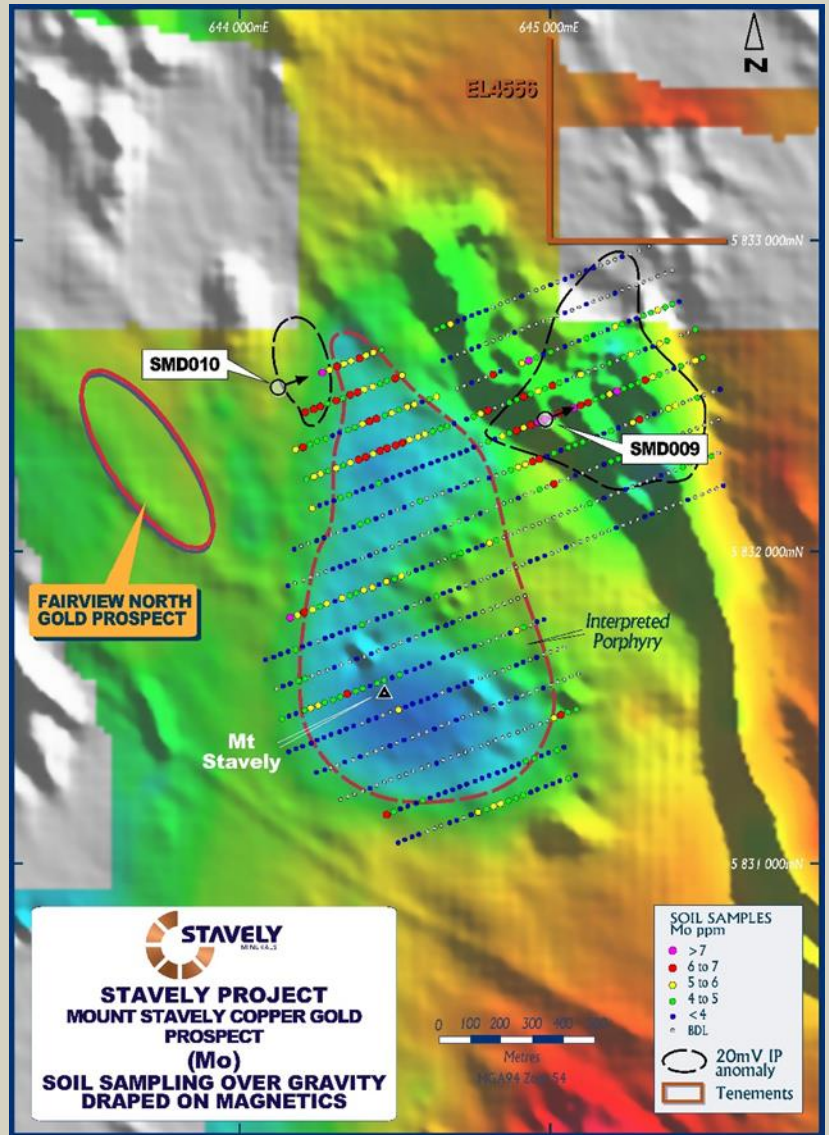 644 000mE
645 000mE
N
EL4556
5 833 000mN
SMD010
SMD009
5 832 000mN
FAIRVIEW NORTH
GOLD PROSPECT
Interpreted
Porphyry
Mt
Stavely
5 831 000mN
STAVELY
MINERALS
STAVELY PROJECT
MOUNT STAVELY COPPER GOLD
PROSPECT
(Mo)
SOIL SAMPLING OVER GRAVITY
DRAPED ON MAGNETICS
0 100 200 300 400 500
Metres
MGA94 Zone 54
SOIL SAMPLES
Mo ppm
>7
6 to 7
5 to 6
4 to 5
<4
BDL
20mV IP
anomaly
Tenements